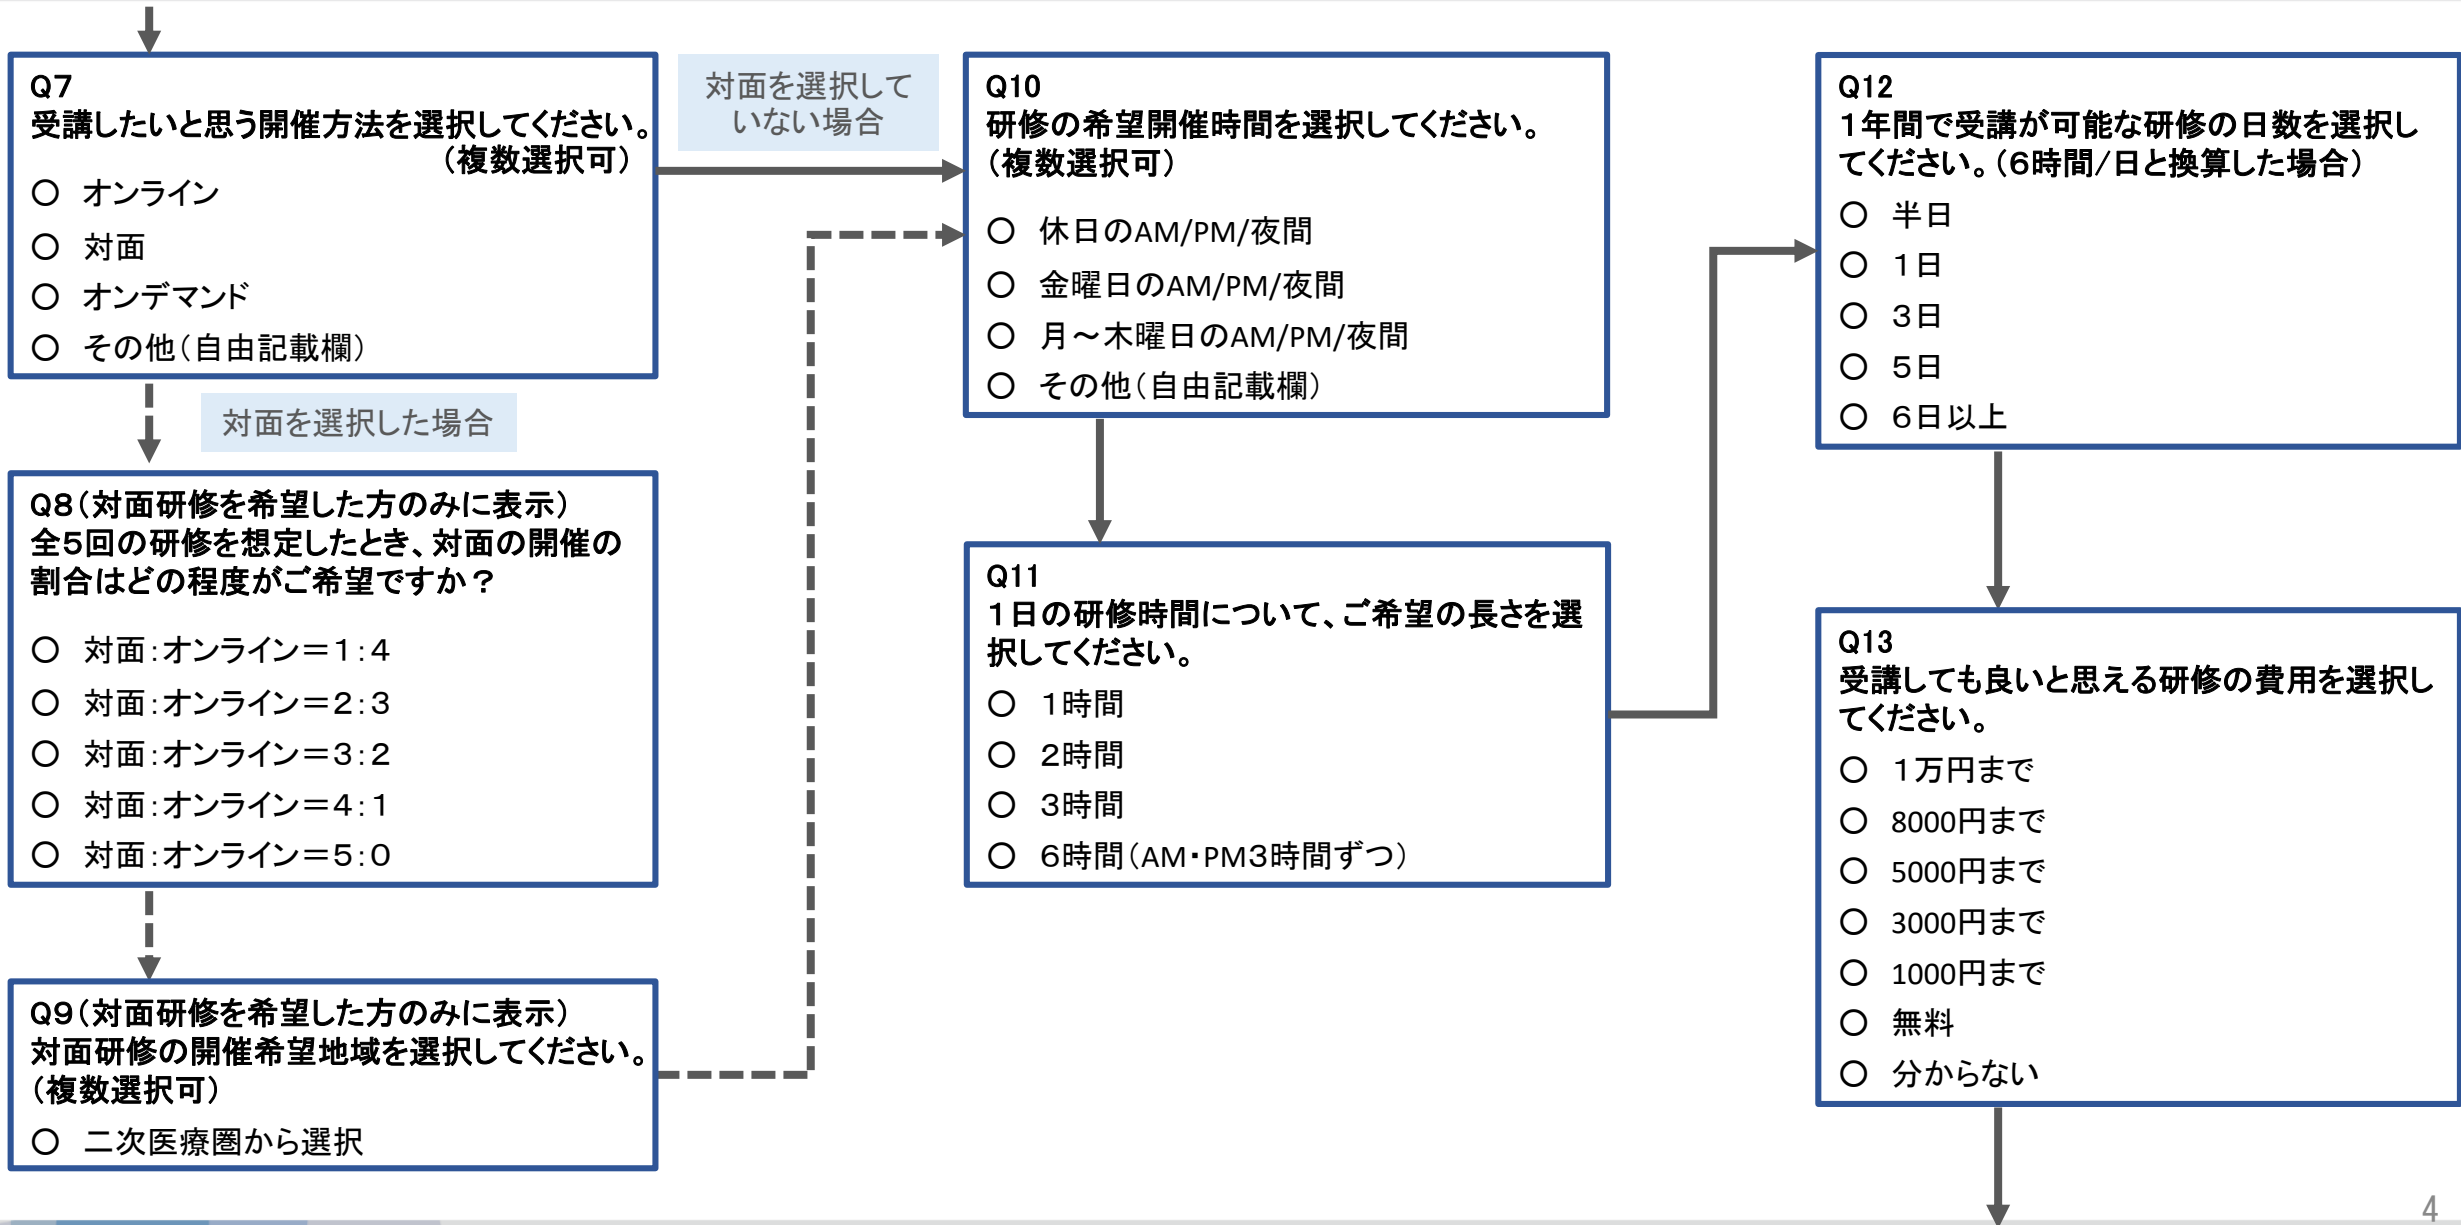 Q7
受講したいと思う開催方法を選択してください。
(複数選択可)
○ オンライン
○ 対面
○ オンデマンド
○ その他(自由記載欄)
対面を選択した場合
Q8(対面研修を希望した方のみに表示)
全5回の研修を想定したとき、対面の開催の
割合はどの程度がご希望ですか?
○ 対面:オンライン=1:4
○ 対面:オンライン=2:3
○ 対面:オンライン=3:2
○ 対面:オンライン=4:1
○ 対面:オンライン=5:0
Q9(対面研修を希望した方のみに表示)
対面研修の開催希望地域を選択してください。
(複数選択可)
○ 二次医療圏から選択
対面を選択して
いない場合
Q10
研修の希望開催時間を選択してください。
(複数選択可)
○ 休日のAM/PM/夜間
○ 金曜日のAM/PM/夜間
○ 月~木曜日のAM/PM/夜間
○ その他(自由記載欄)
Q11
1日の研修時間について、ご希望の長さを選
択してください。
○ 1時間
○ 2時間
○ 3時間
○ 6時間(AM・PM3時間ずつ)
Q12
1年間で受講が可能な研修の日数を選択し
てください。(6時間/日と換算した場合)
○ 半日
○ 1日
○ 3日
○ 5日
○ 6日以上
Q13
受講しても良いと思える研修の費用を選択し
てください。
○ 1万円まで
○ 8000円まで
○ 5000円まで
○ 3000円まで
○ 1000円まで
○ 無料
○ 分からない
4